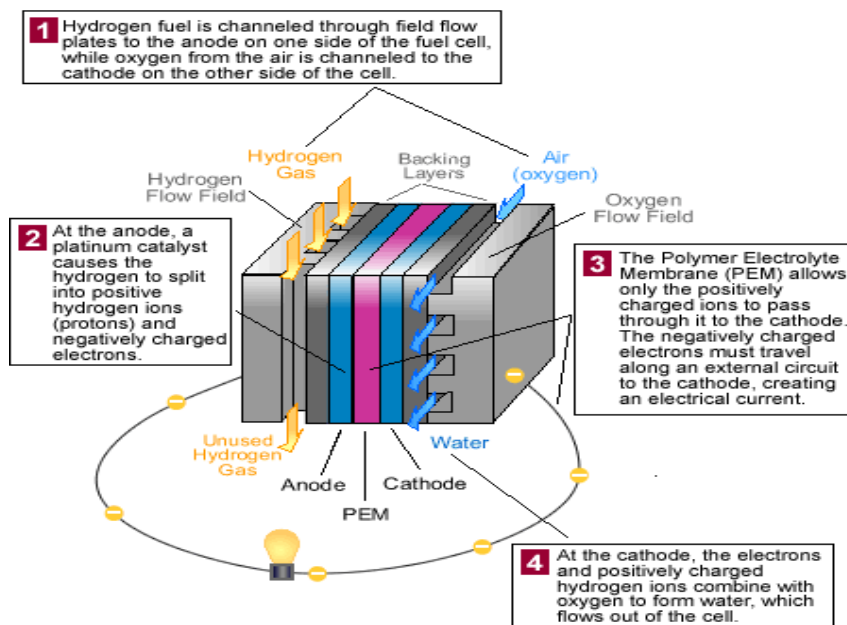 1 Hydrogen fuel is channeled through field flow
plates to the anode on one side of the fuel cell,
while oxygen from the air is channeled to the
cathode on the other side of the cell.
Hydrogen
Gas
Backing
Layers
Air
(oxygen)
Hydrogen
Flow Field
Oxygen
Flow Field
2 At the anode, a
platinum catalyst
causes the
hydrogen to split
into positive
hydrogen ions
(protons) and
negatively charged
electrons.
3 The Polymer Electrolyte
Membrane (PEM) allows
only the positively
charged ions to pass
through it to the cathode.
The negatively charged
electrons must travel
along an external circuit
to the cathode, creating
an electrical current.
Unused
Hydrogen
Gas
Water
Anode
Cathode
PEM
4 At the cathode, the electrons
and positively charged
hydrogen ions combine with
oxygen to form water, which
flows out of the cell.